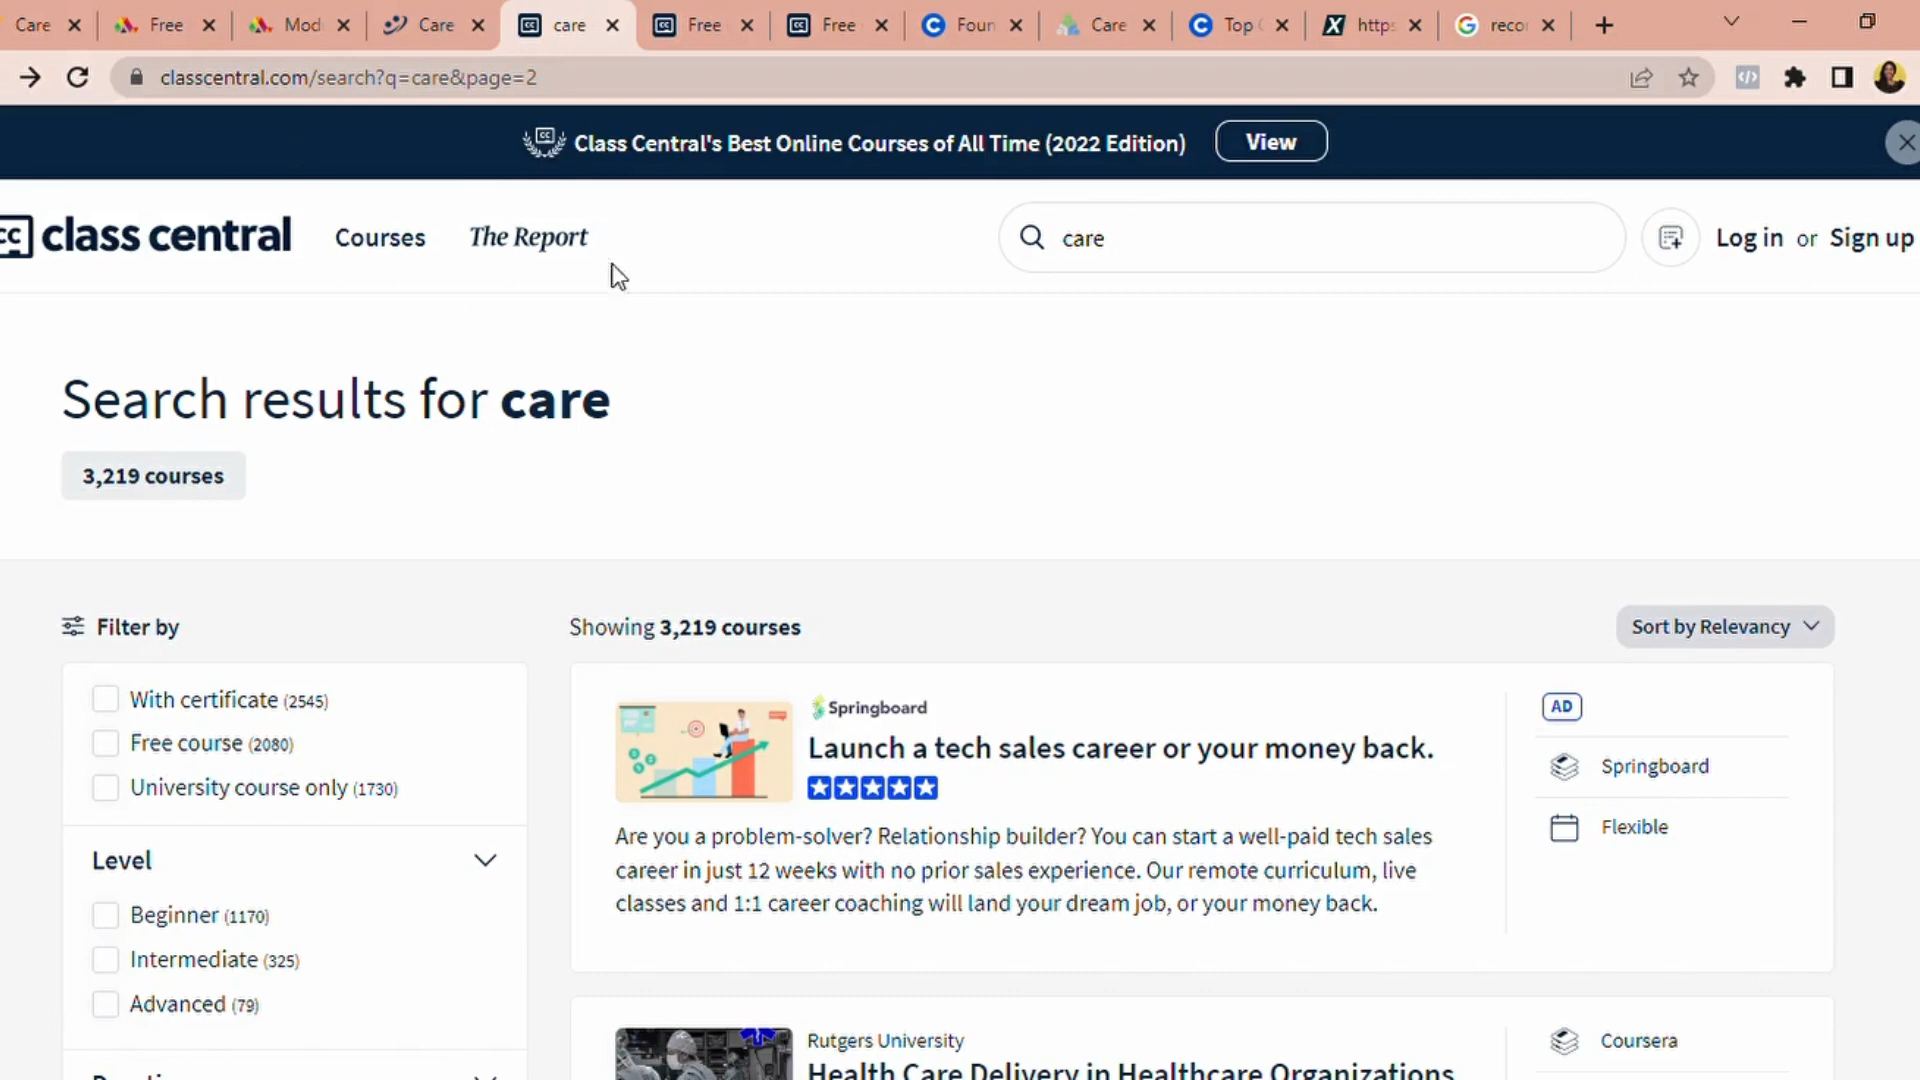 Care
Free
Mod
Care
care
Free
Free
Foun
Care
Top
https
reco
classcentral.com/search?q=care&page=2
Class Central's Best Online Courses of All Time (2022 Edition)
View
cc class central
Courses
The Report
care
Log in or Sign up
Search results for care
3,219 courses
Filter by
Showing 3,219 courses
Sort by Relevancy
With certificate (2545)
Free course (2080)
University course only (1730)
Level
Beginner (1170)
Intermediate (325)
Advanced (79)
Springboard
Launch a tech sales career or your money back.
Are you a problem-solver? Relationship builder? You can start a well-paid tech sales
career in just 12 weeks with no prior sales experience. Our remote curriculum, live
classes and 1:1 career coaching will land your dream job, or your money back.
AD
Springboard
Flexible
Rutgers University
Health Care Delivery in Healthcare Organizations
Coursera